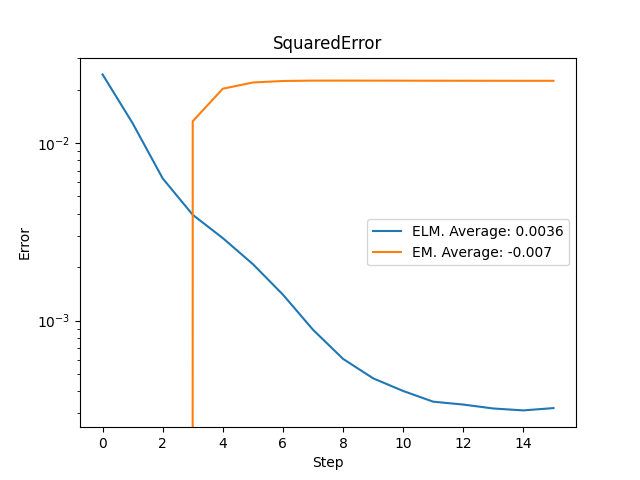 SquaredError
Error
10⁻²
10⁻³
ELM. Average: 0.0036
EM. Average: -0.007
0 2 4 6 8 10 12 14
Step